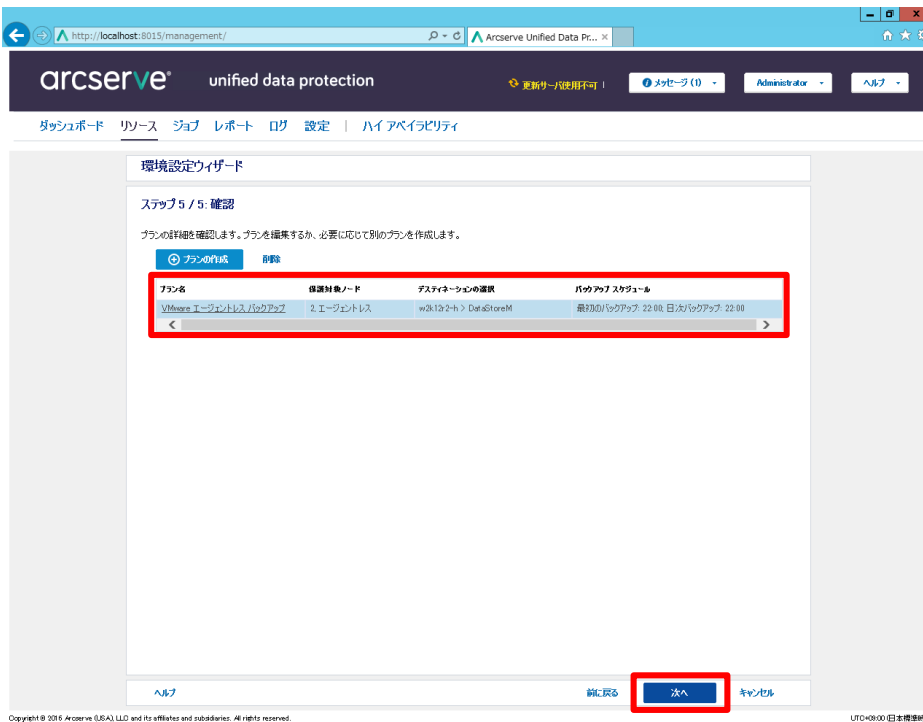 http://localhost:8015/management/
Arcserve Unified Data Pr... ×
arcserve® unified data protection
更新サーバ使用不可 | メッセージ (1) Administrator ヘルプ
ダッシュボード リソース ジョブ レポート ログ 設定 | ハイ アベイラビリティ
環境設定ウィザード
ステップ 5 / 5: 確認
プランの詳細を確認します。プランを編集するか、必要に応じて別のプランを作成します。
プランの作成 削除
プラン名 保護対象ノード デスティネーションの選択 バックアップ スケジュール
VMware エージェントレス バックアップ 2. エージェントレス w2k12r2-h > DataStoreM 最初のバックアップ: 22:00; 日次バックアップ: 22:00
ヘルプ 前に戻る 次へ キャンセル
Copyright © 2016 Arcserve (USA), LLC and its affiliates and subsidiaries. All rights reserved. UTC+09:00 (日本標準時